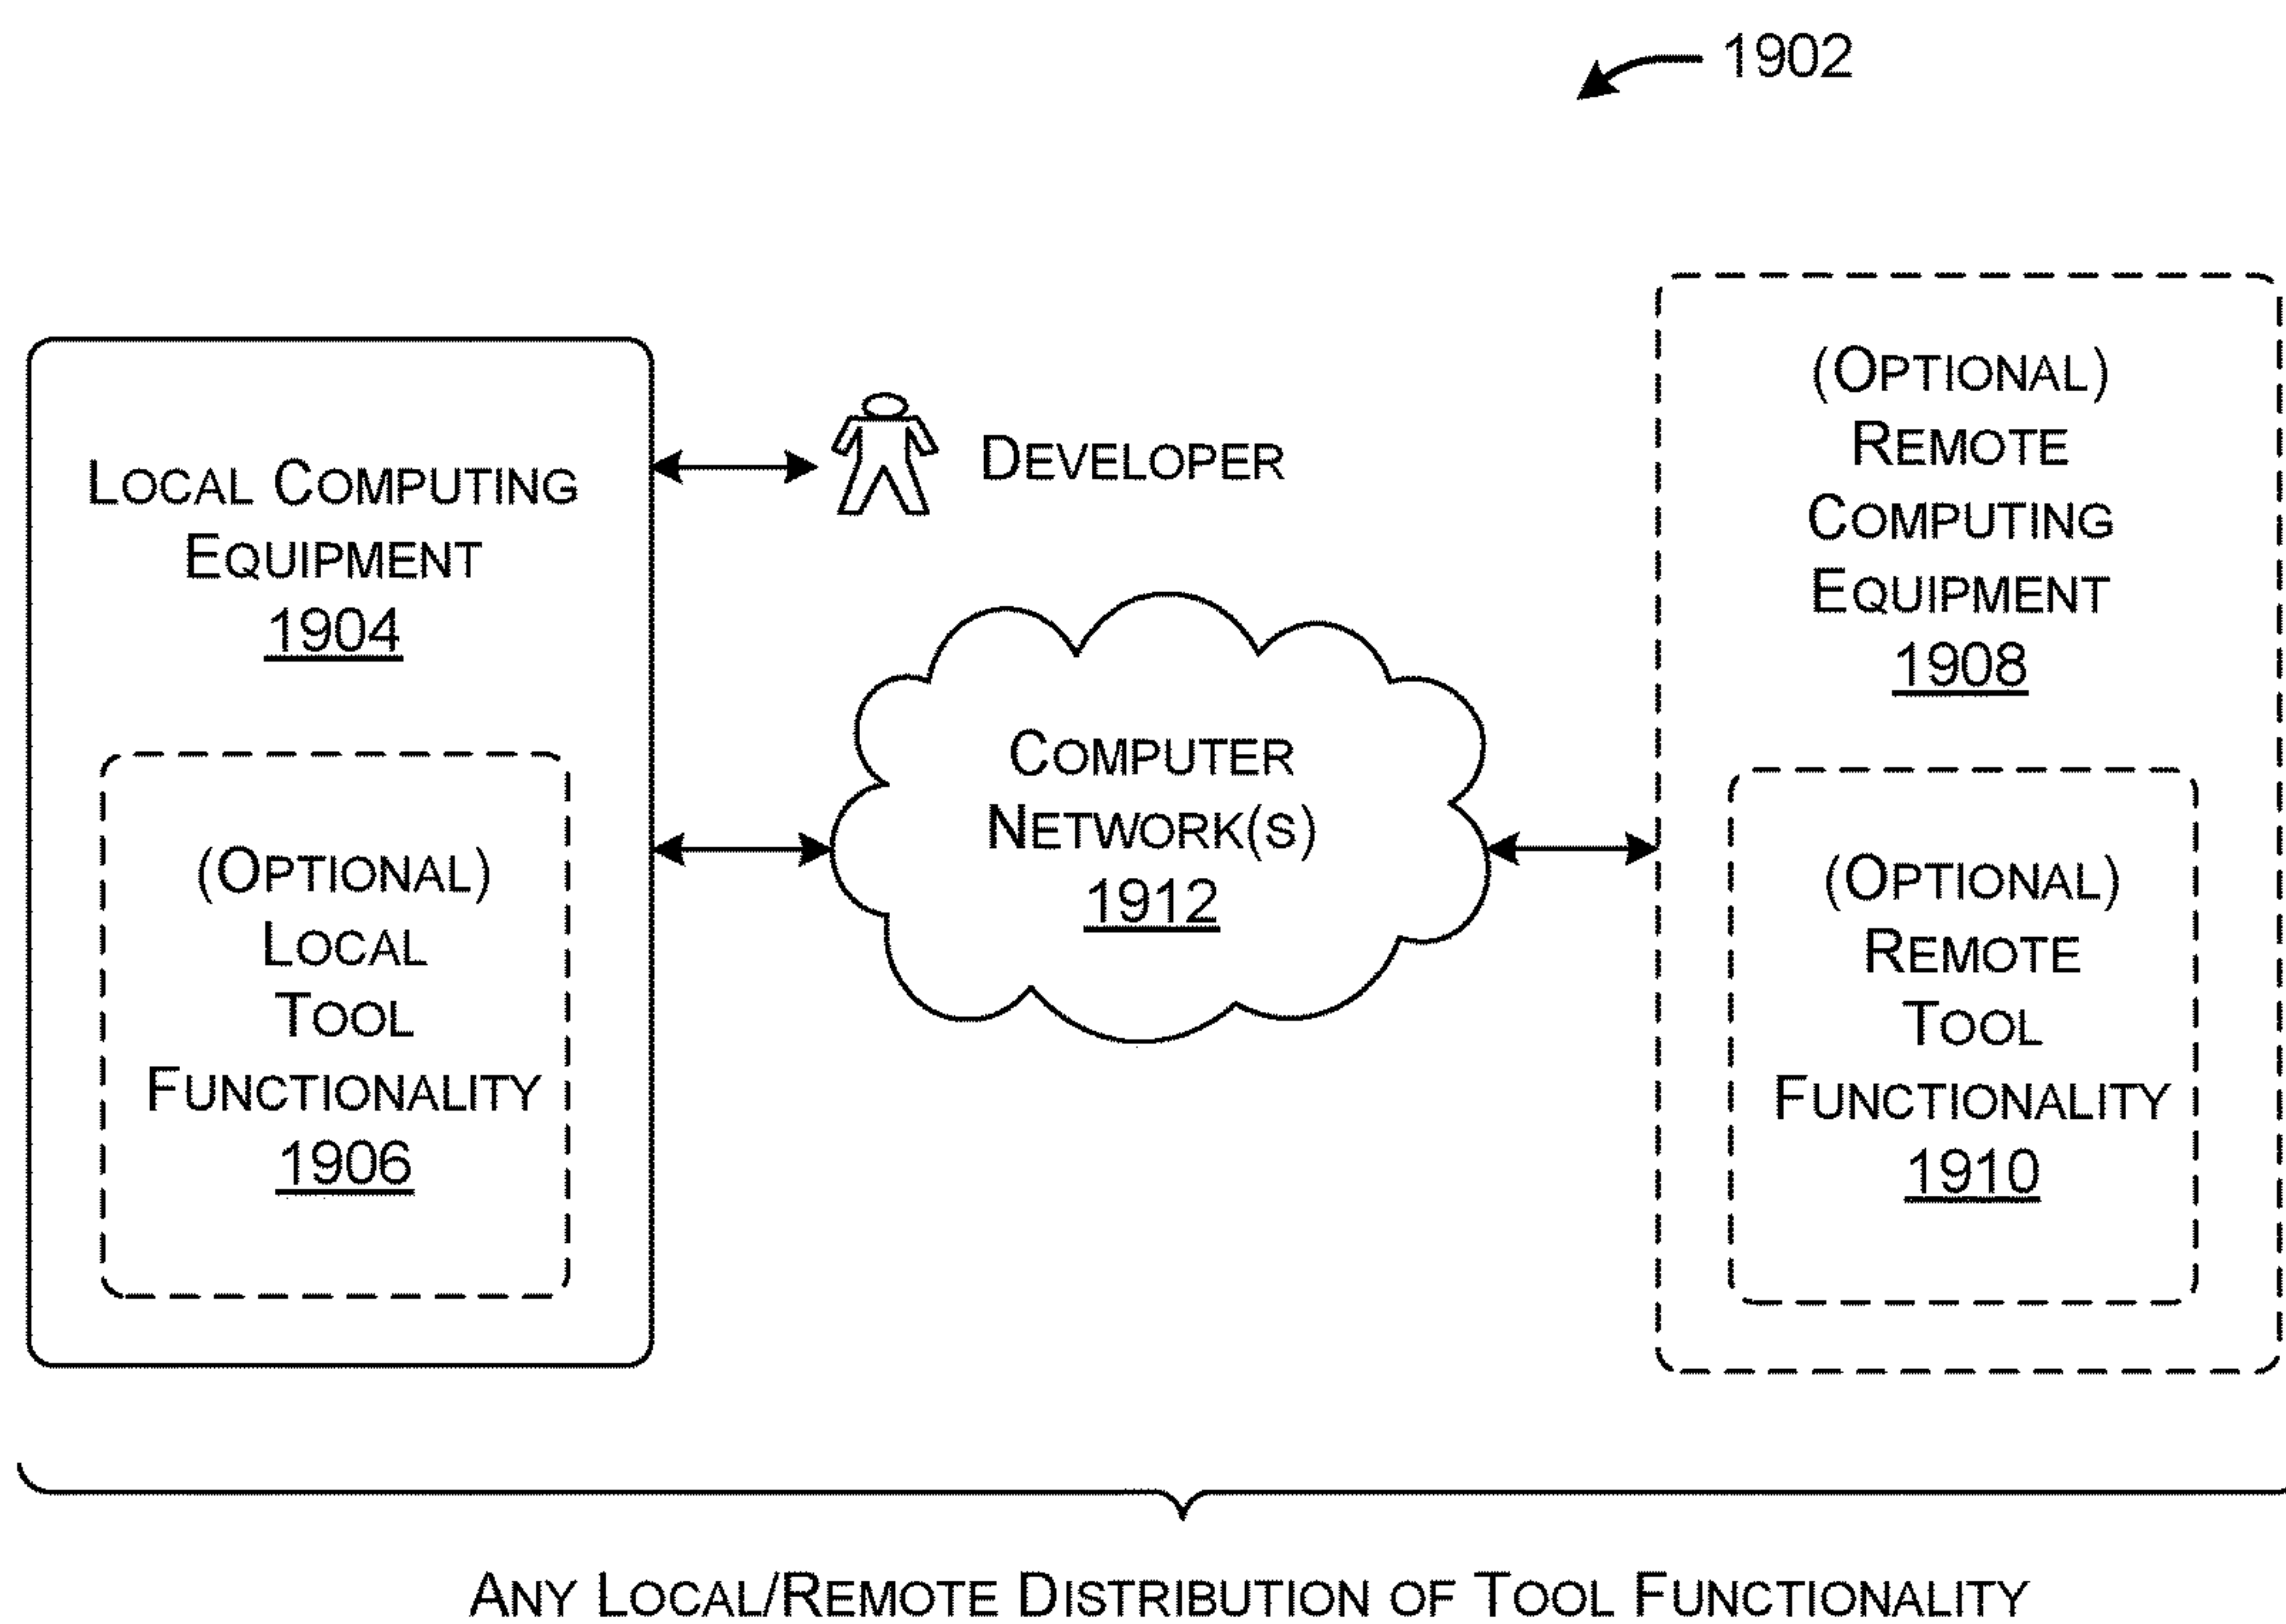 1902
LOCAL COMPUTING
EQUIPMENT
1904
(OPTIONAL)
LOCAL
TOOL
FUNCTIONALITY
1906
DEVELOPER
COMPUTER
NETWORK(S)
1912
(OPTIONAL)
REMOTE
COMPUTING
EQUIPMENT
1908
(OPTIONAL)
REMOTE
TOOL
FUNCTIONALITY
1910
ANY LOCAL/REMOTE DISTRIBUTION OF TOOL FUNCTIONALITY